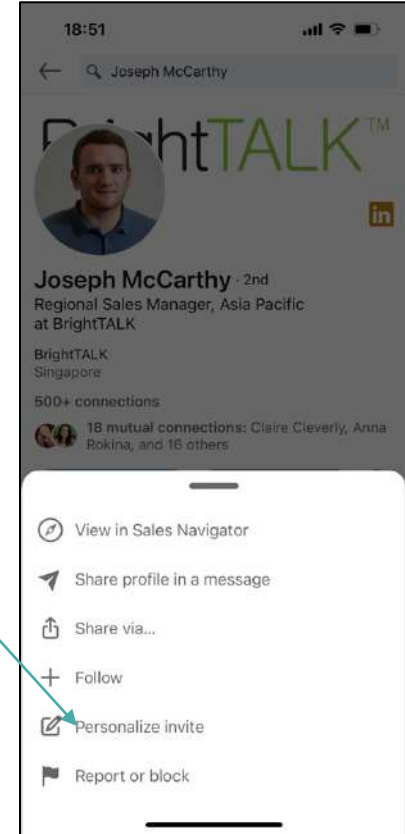 18:51
Joseph McCarthy
htTALK™
in
Joseph McCarthy · 2nd
Regional Sales Manager, Asia Pacific
at BrightTALK
BrightTALK
Singapore
500+ connections
18 mutual connections: Claire Cleverly, Anna
Rokina, and 16 others
View in Sales Navigator
Share profile in a message
Share via...
Follow
Personalize invite
Report or block